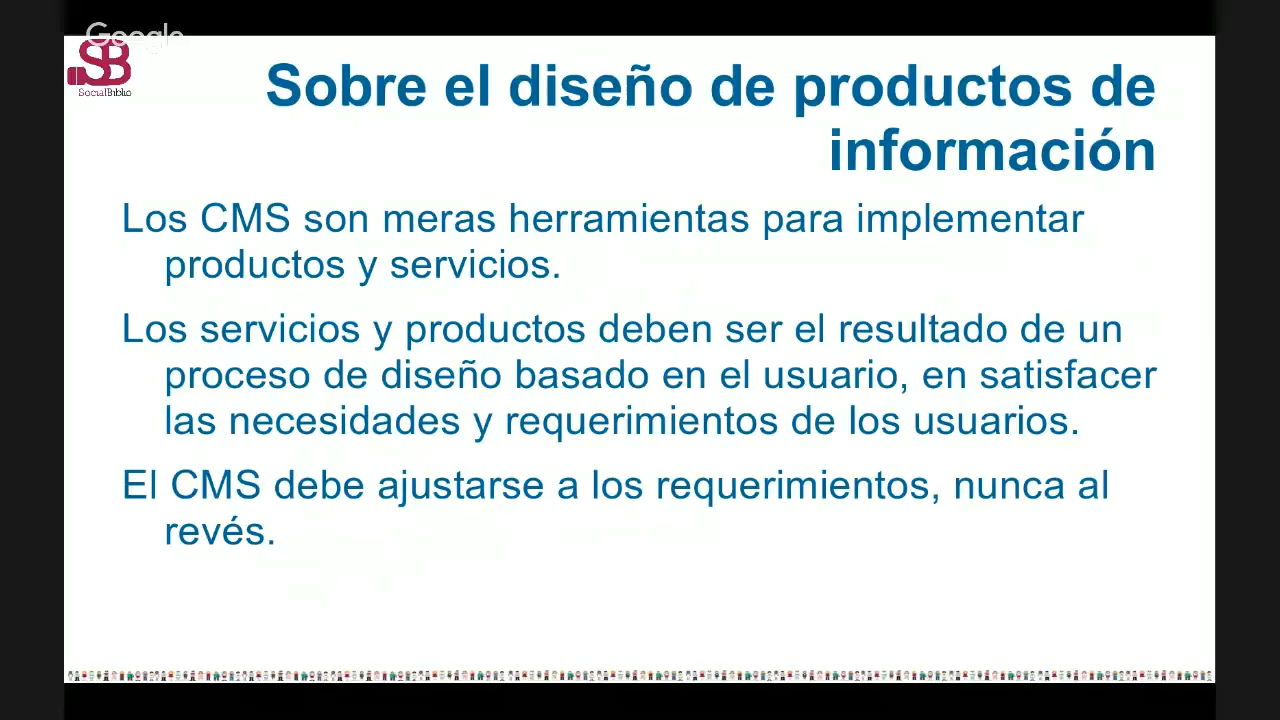 Google
SB
SocialBiblio
Sobre el diseño de productos de
información
Los CMS son meras herramientas para implementar
productos y servicios.
Los servicios y productos deben ser el resultado de un
proceso de diseño basado en el usuario, en satisfacer
las necesidades y requerimientos de los usuarios.
El CMS debe ajustarse a los requerimientos, nunca al
revés.